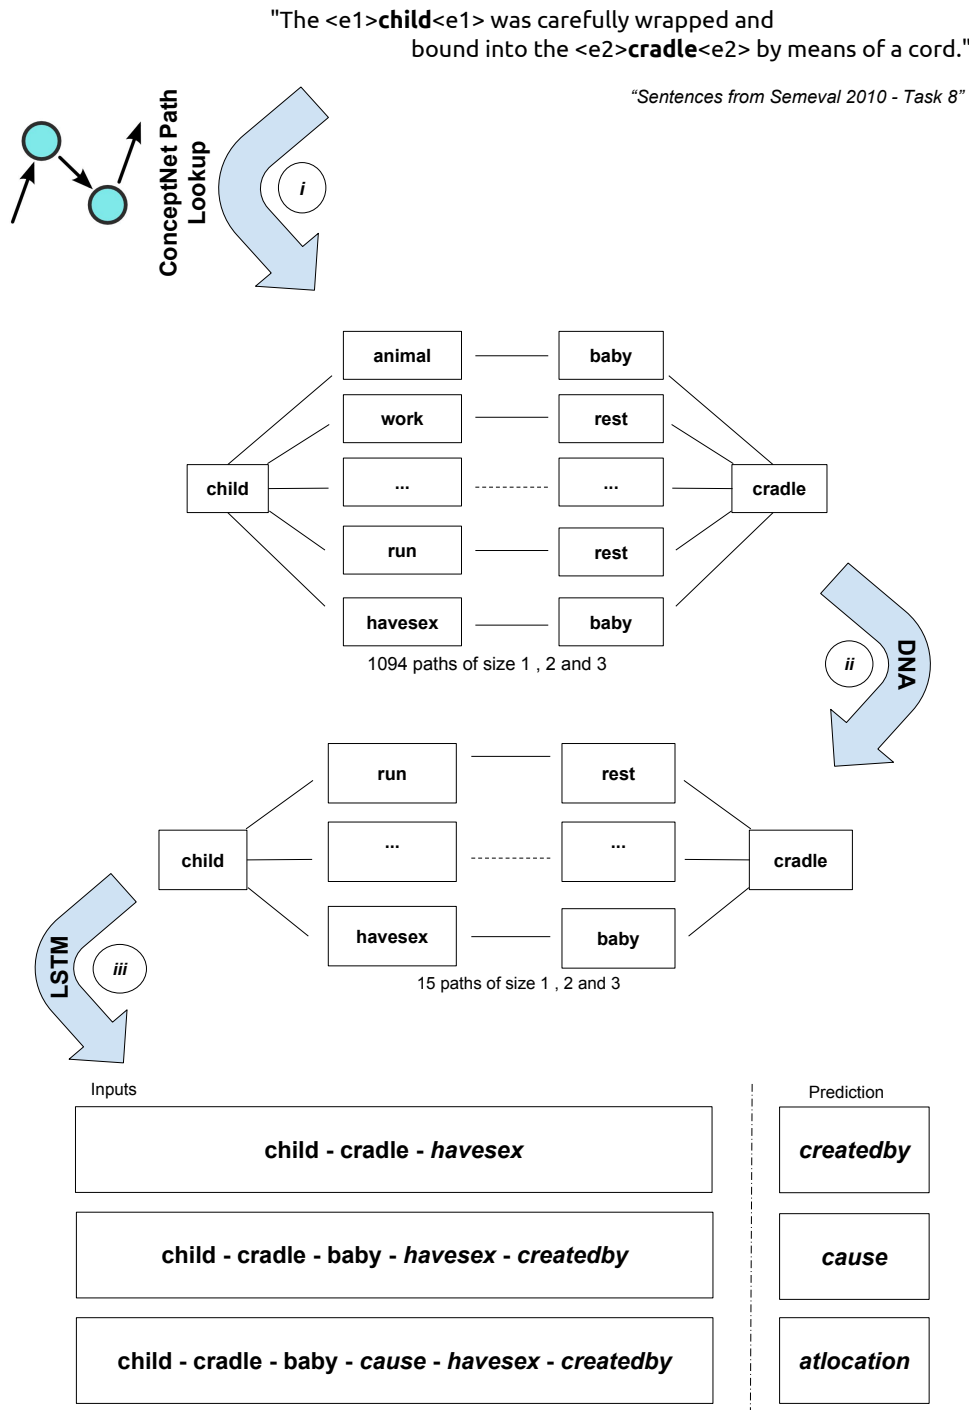 "The <e1>child<e1> was carefully wrapped and
bound into the <e2>cradle<e2> by means of a cord."
"Sentences from Semeval 2010 - Task 8"
ConceptNet Path
Lookup
i
animal
baby
work
rest
child
...
...
cradle
run
rest
havesex
baby
1094 paths of size 1 , 2 and 3
ii
DNA
run
rest
child
...
...
cradle
havesex
baby
15 paths of size 1 , 2 and 3
LSTM
iii
Inputs
Prediction
child - cradle - havesex
createdby
child - cradle - baby - havesex - createdby
cause
child - cradle - baby - cause - havesex - createdby
atlocation